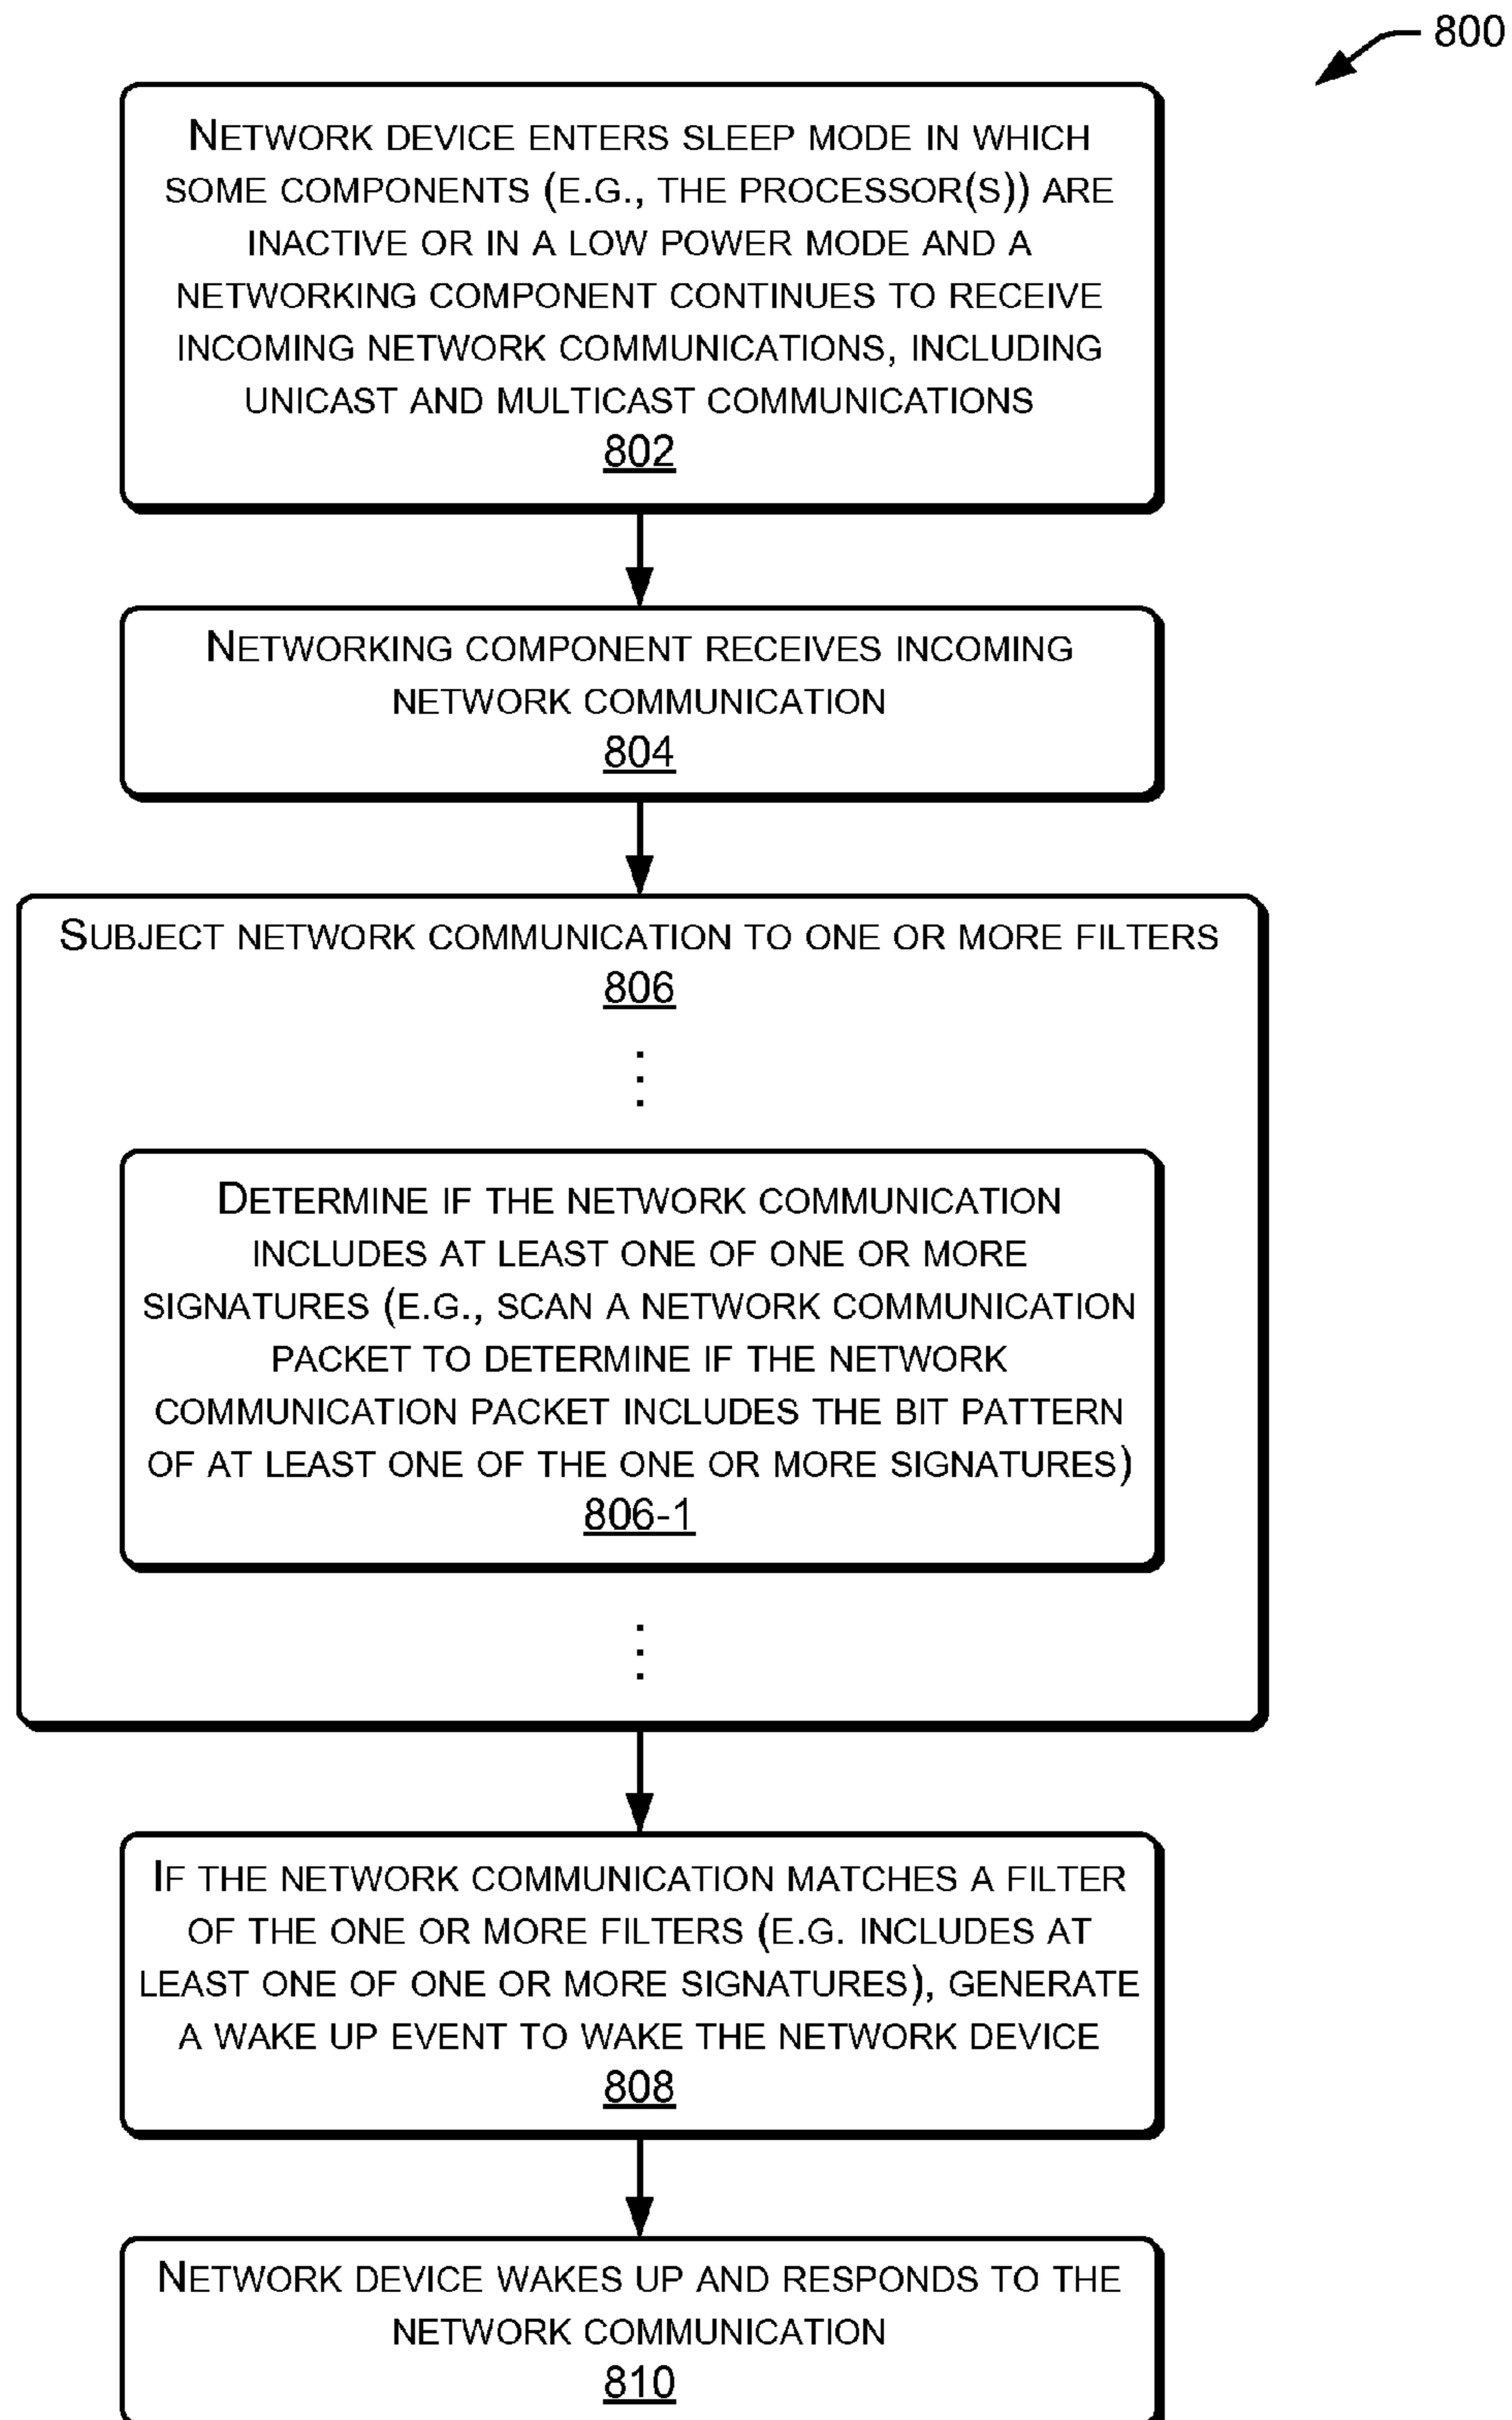 800
NETWORK DEVICE ENTERS SLEEP MODE IN WHICH
SOME COMPONENTS (E.G., THE PROCESSOR(S)) ARE
INACTIVE OR IN A LOW POWER MODE AND A
NETWORKING COMPONENT CONTINUES TO RECEIVE
INCOMING NETWORK COMMUNICATIONS, INCLUDING
UNICAST AND MULTICAST COMMUNICATIONS
802
NETWORKING COMPONENT RECEIVES INCOMING
NETWORK COMMUNICATION
804
SUBJECT NETWORK COMMUNICATION TO ONE OR MORE FILTERS
806
DETERMINE IF THE NETWORK COMMUNICATION
INCLUDES AT LEAST ONE OF ONE OR MORE
SIGNATURES (E.G., SCAN A NETWORK COMMUNICATION
PACKET TO DETERMINE IF THE NETWORK
COMMUNICATION PACKET INCLUDES THE BIT PATTERN
OF AT LEAST ONE OF THE ONE OR MORE SIGNATURES)
806-1
IF THE NETWORK COMMUNICATION MATCHES A FILTER
OF THE ONE OR MORE FILTERS (E.G. INCLUDES AT
LEAST ONE OF ONE OR MORE SIGNATURES), GENERATE
A WAKE UP EVENT TO WAKE THE NETWORK DEVICE
808
NETWORK DEVICE WAKES UP AND RESPONDS TO THE
NETWORK COMMUNICATION
810